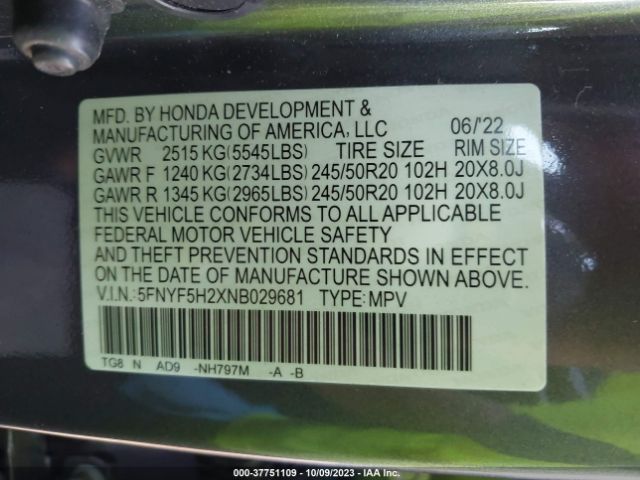 MFD. BY HONDA DEVELOPMENT &
MANUFACTURING OF AMERICA, LLC 06/'22
GVWR 2515 KG(5545LBS) TIRE SIZE RIM SIZE
GAWR F 1240 KG(2734LBS) 245/50R20 102H 20X8.0J
GAWR R 1345 KG(2965LBS) 245/50R20 102H 20X8.0J
THIS VEHICLE CONFORMS TO ALL APPLICABLE
FEDERAL MOTOR VEHICLE SAFETY
AND THEFT PREVENTION STANDARDS IN EFFECT
ON THE DATE OF MANUFACTURE SHOWN ABOVE.
V.I.N.:5FNYF5H2XNB029681 TYPE:MPV
TG8 N AD9 -NH797M -A -B
000-37751109 - 10/09/2023 - IAA Inc.